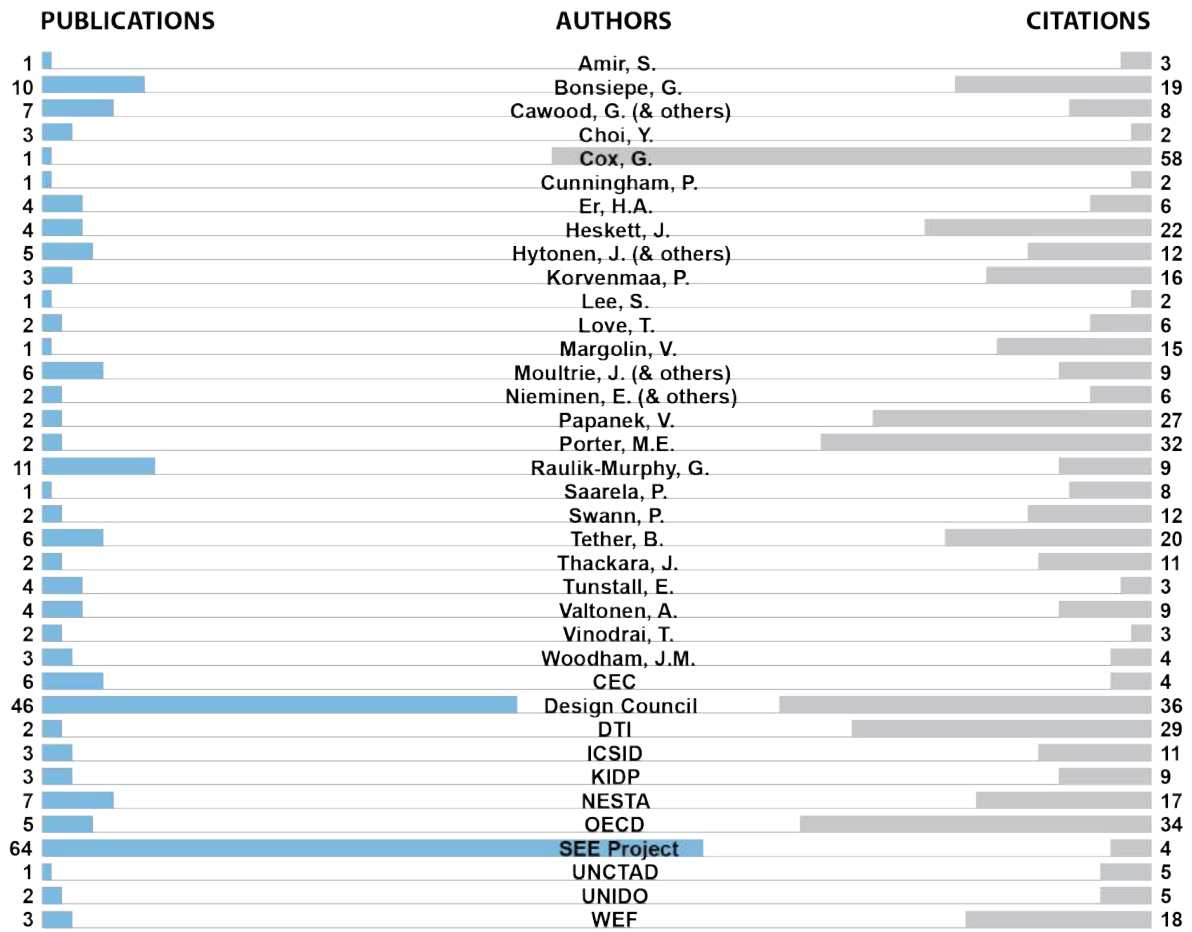 PUBLICATIONS AUTHORS CITATIONS
1 Amir, S. 3
10 Bonsiepe, G. 19
7 Cawood, G. (& others) 8
3 Choi, Y. 2
1 Cox, G. 58
1 Cunningham, P. 2
4 Er, H.A. 6
4 Heskett, J. 22
5 Hytonen, J. (& others) 12
3 Korvenmaa, P. 16
1 Lee, S. 2
2 Love, T. 6
1 Margolin, V. 15
6 Moultrie, J. (& others) 9
2 Nieminen, E. (& others) 6
2 Papanek, V. 27
2 Porter, M.E. 32
11 Raulik-Murphy, G. 9
1 Saarela, P. 8
2 Swann, P. 12
6 Tether, B. 20
2 Thackara, J. 11
4 Tunstall, E. 3
4 Valtonen, A. 9
2 Vinodrai, T. 3
3 Woodham, J.M. 4
6 CEC 4
46 Design Council 36
2 DTI 29
3 ICSID 11
3 KIDP 9
7 NESTA 17
5 OECD 34
64 SEE Project 4
1 UNCTAD 5
2 UNIDO 5
3 WEF 18